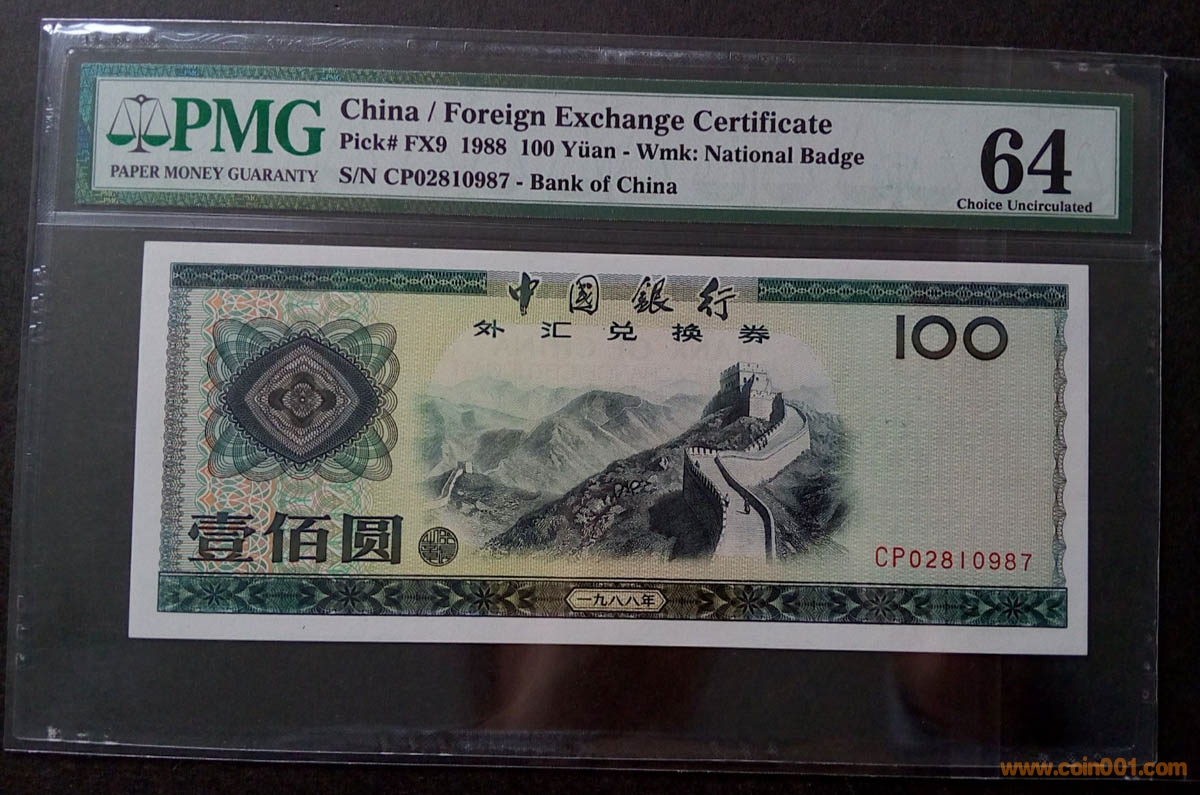 PMG
PAPER MONEY GUARANTY
China / Foreign Exchange Certificate
Pick# FX9 1988 100 Yüan - Wmk: National Badge
S/N CP02810987 - Bank of China
64
Choice Uncirculated
中國銀行
外汇兑换券
100
壹佰圆
CP02810987
一九八八年
www.coin001.com